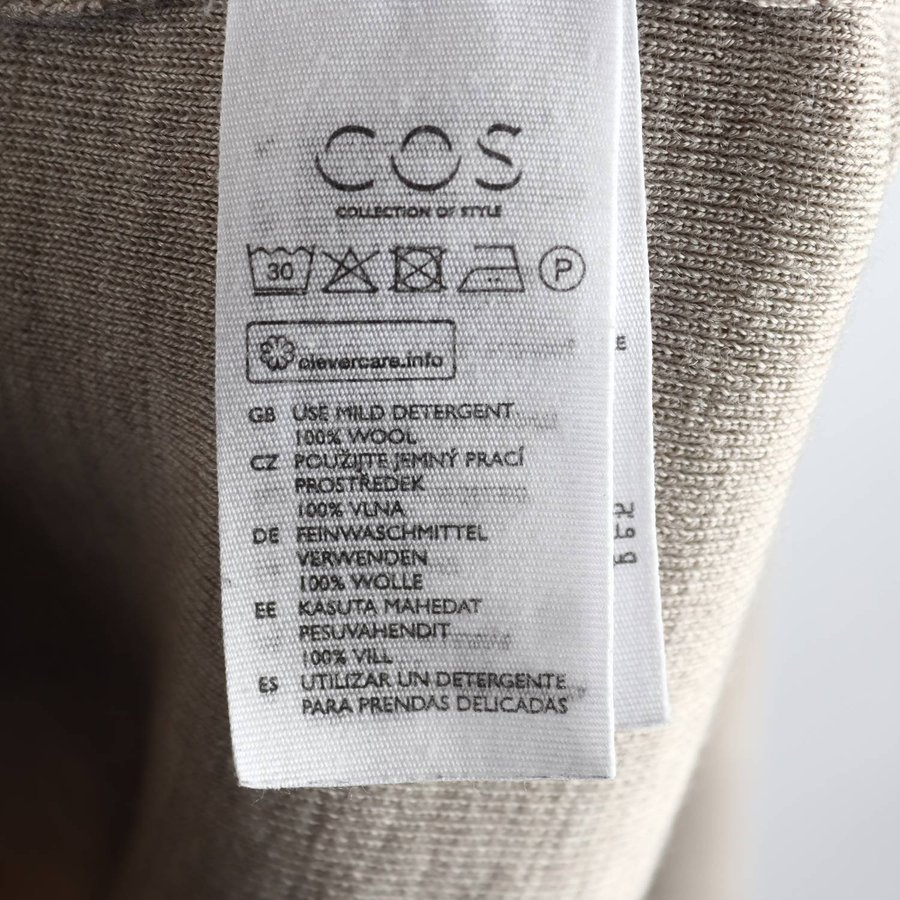 COS
COLLECTION OF STYLE
30
P
clevercare.info
GB USE MILD DETERGENT
100% WOOL
CZ POUŽIJTE JEMNÝ PRACÍ
PROSTŘEDEK
100% VLNA
DE FEINWASCHMITTEL
VERWENDEN
100% WOLLE
EE KASUTA MAHEDAT
PESUVAHENDIT
100% VILL
ES UTILIZAR UN DETERGENTE
PARA PRENDAS DELICADAS